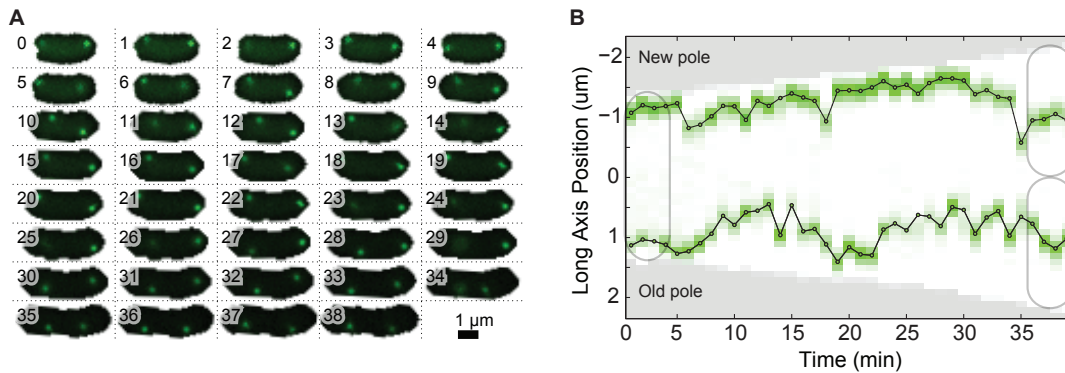 A
0 1 2 3 4
5 6 7 8 9
10 11 12 13 14
15 16 17 18 19
20 21 22 23 24
25 26 27 28 29
30 31 32 33 34
35 36 37 38
1 µm
B
Long Axis Position (um)
−2
−1
0
1
2
New pole
Old pole
0 5 10 15 20 25 30 35
Time (min)